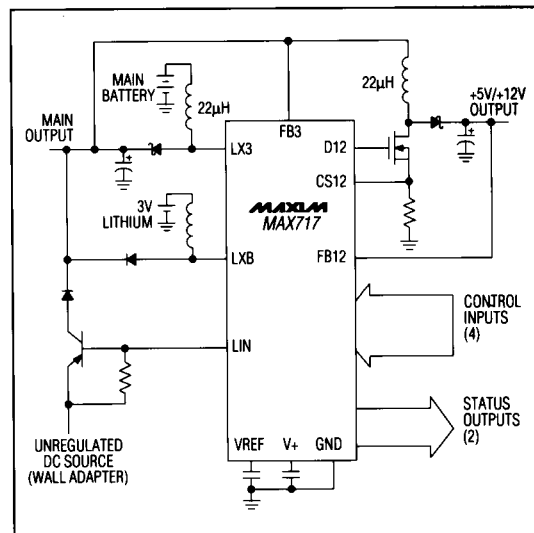 MAIN
BATTERY
22μH
22μH
+5V/+12V
OUTPUT
MAIN
OUTPUT
FB3
LX3
D12
CS12
MAXIM
MAX717
3V
LITHIUM
LXB
FB12
CONTROL
INPUTS
(4)
LIN
STATUS
OUTPUTS
(2)
UNREGULATED
DC SOURCE
(WALL ADAPTER)
VREF V+ GND